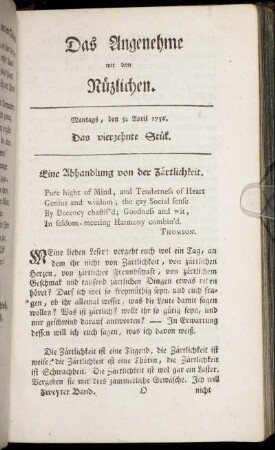 Das Angenehme
mit dem
Nüzlichen.
Montags, den 5. April 1756.
Das vierzehnte Stük.
Eine Abhandlung von der Zärtlichkeit.
Pure hight of Mind, and Tenderness of Heart
Genius and wisdom; the gay Social sense
By Decency chastis'd; Goodness and wit,
In seldom-meeting Harmony combin'd.
THOMSON.
Meine lieben Leser! vergeht euch wol ein Tag, an
dem ihr nicht von Zärtlichkeit, von zärtlichen
Herzen, von zärtlicher Freundschaft, von zärtlichem
Geschmak und tausend zärtlichen Dingen etwas reden
höret? Darf ich wol so freymüthig seyn, und euch fra-
gen, ob ihr allemal wisset, was die Leute damit sagen
wollen? Was ist zärtlich? wollt ihr so gütig seyn, und
mir geschwind darauf antworten? — In Erwartung
dessen will ich euch sagen, was ich davon weiß.
Die Zärtlichkeit ist eine Tugend, die Zärtlichkeit ist
weise: die Zärtlichkeit ist eine Thörin, die Zärtlichkeit
ist Schwachheit. Die Zärtlichkeit ist wol gar ein Laster.
Vergeben sie mir dies jämmerliche Gewäsche. Ich will
Zweyter Band. O nicht